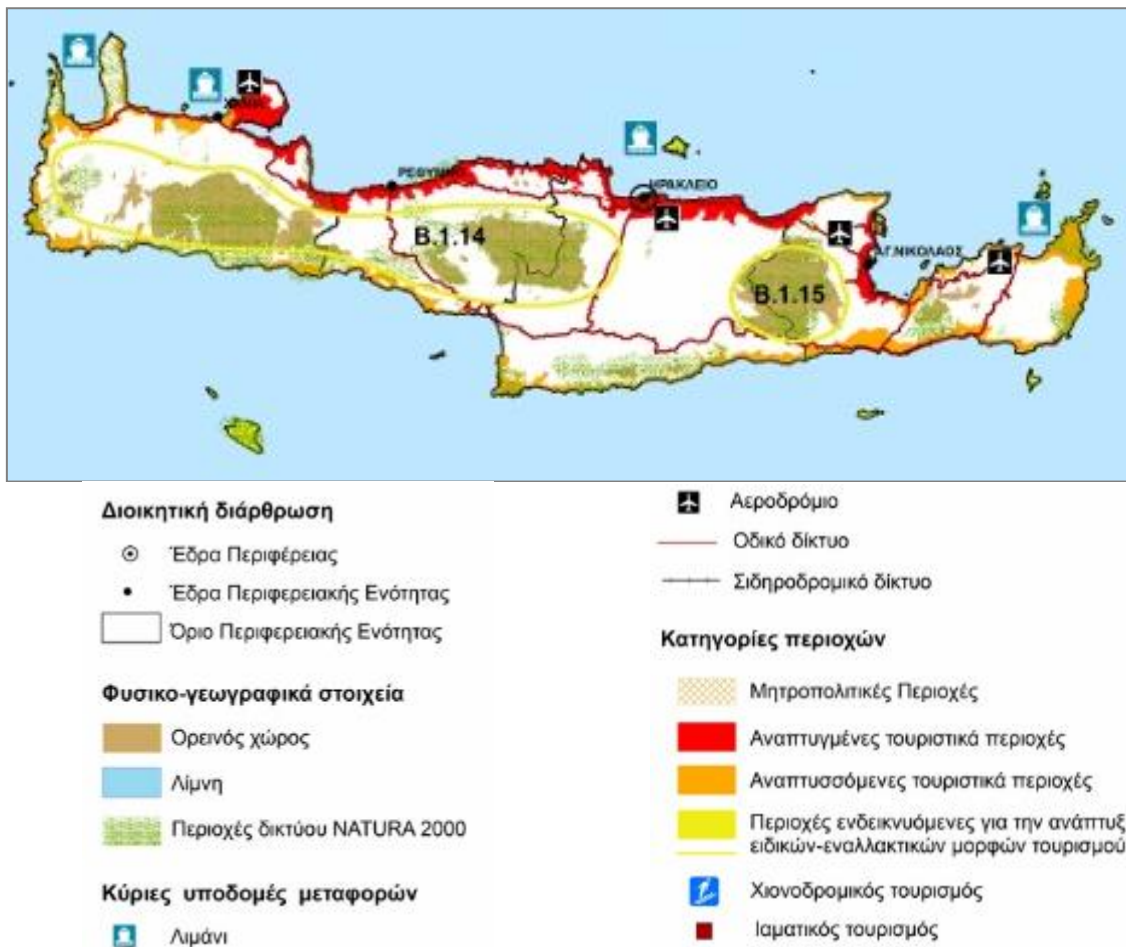 ΡΕΘΥΜΝ
ΗΡΑΚΛΕΙΟ
Β.1.14
ΑΓ.ΝΙΚΟΛΑΟΣ
Β.1.15
Διοικητική διάρθρωση
Έδρα Περιφέρειας
Έδρα Περιφερειακής Ενότητας
Όριο Περιφερειακής Ενότητας
Φυσικο-γεωγραφικά στοιχεία
Ορεινός χώρος
Λίμνη
Περιοχές δικτύου NATURA 2000
Κύριες υποδομές μεταφορών
Λιμάνι
Αεροδρόμιο
Οδικό δίκτυο
Σιδηροδρομικό δίκτυο
Κατηγορίες περιοχών
Μητροπολιτικές Περιοχές
Αναπτυγμένες τουριστικά περιοχές
Αναπτυσσόμενες τουριστικά περιοχές
Περιοχές ενδεικνυόμενες για την ανάπτυξ
ειδικών-εναλλακτικών μορφών τουρισμού
Χιονοδρομικός τουρισμός
Ιαματικός τουρισμός